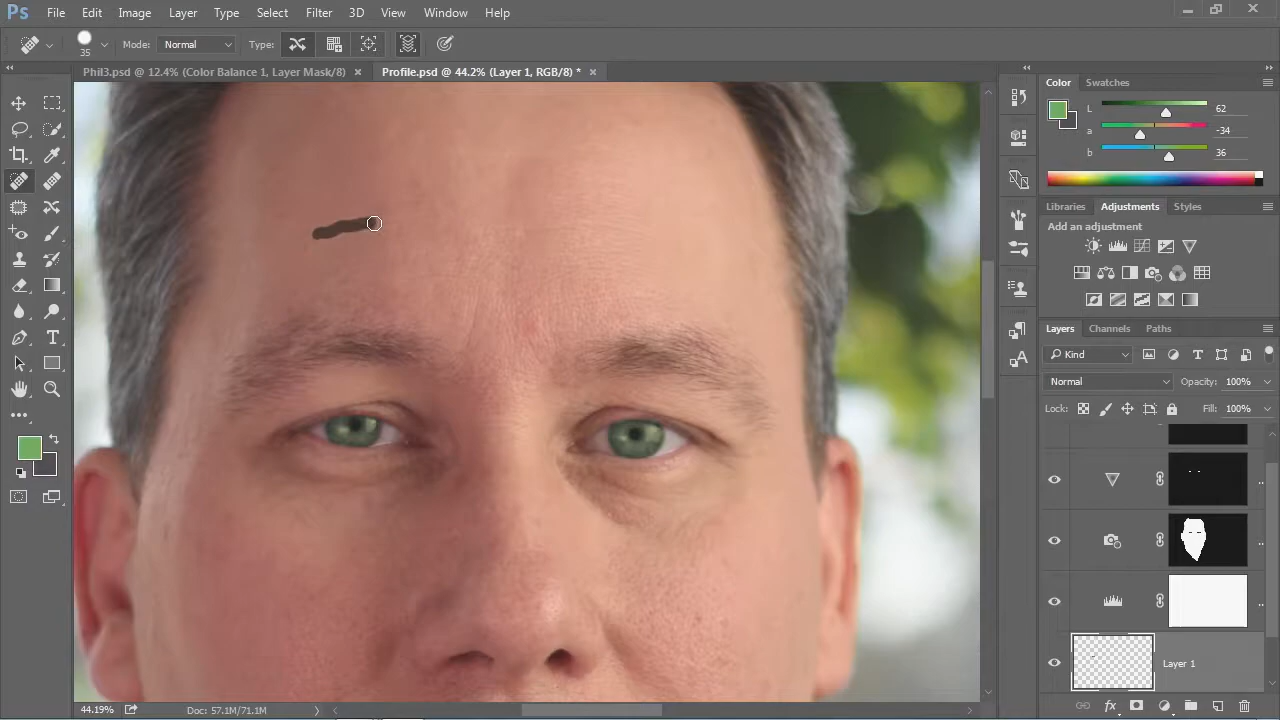 Ps File Edit Image Layer Type Select Filter 3D View Window Help
35 Mode: Normal Type:
Phil3.psd @ 12.4% (Color Balance 1, Layer Mask/8) × Profile.psd @ 44.2% (Layer 1, RGB/8) * ×
Color Swatches
L 62
a -34
b 36
Libraries Adjustments Styles
Add an adjustment
Layers Channels Paths
Kind
Normal Opacity: 100%
Lock: Fill: 100%
Layer 1
44.19% Doc: 57.1M/71.1M
fx